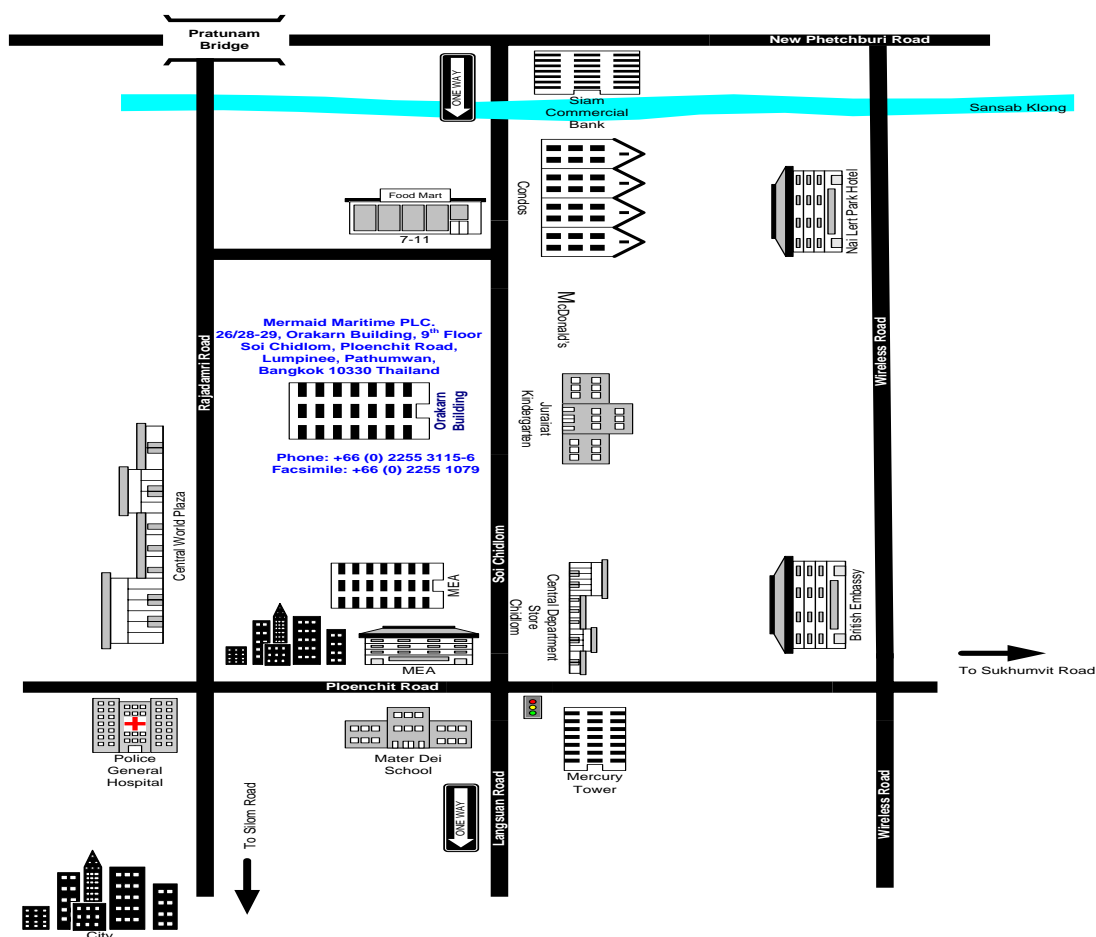 Pratunam
Bridge
New Phetchburi Road
ONE WAY
Siam
Commercial
Bank
Sansab Klong
Food Mart
7-11
Condos
Nai Lert Park Hotel
McDonald's
Mermaid Maritime PLC.
26/28-29, Orakarn Building, 9th Floor
Soi Chidlom, Ploenchit Road,
Lumpinee, Pathumwan,
Bangkok 10330 Thailand
Orakarn
Building
Phone: +66 (0) 2255 3115-6
Facsimile: +66 (0) 2255 1079
Rajadamri Road
Wireless Road
Jurairat
Kindergarten
Central World Plaza
Soi Chidlom
MEA
MEA
Central Department
Store
Chidlom
British Embassy
To Sukhumvit Road
Ploenchit Road
Police
General
Hospital
Mater Dei
School
Mercury
Tower
To Silom Road
ONE WAY
Langsuan Road
Wireless Road
City